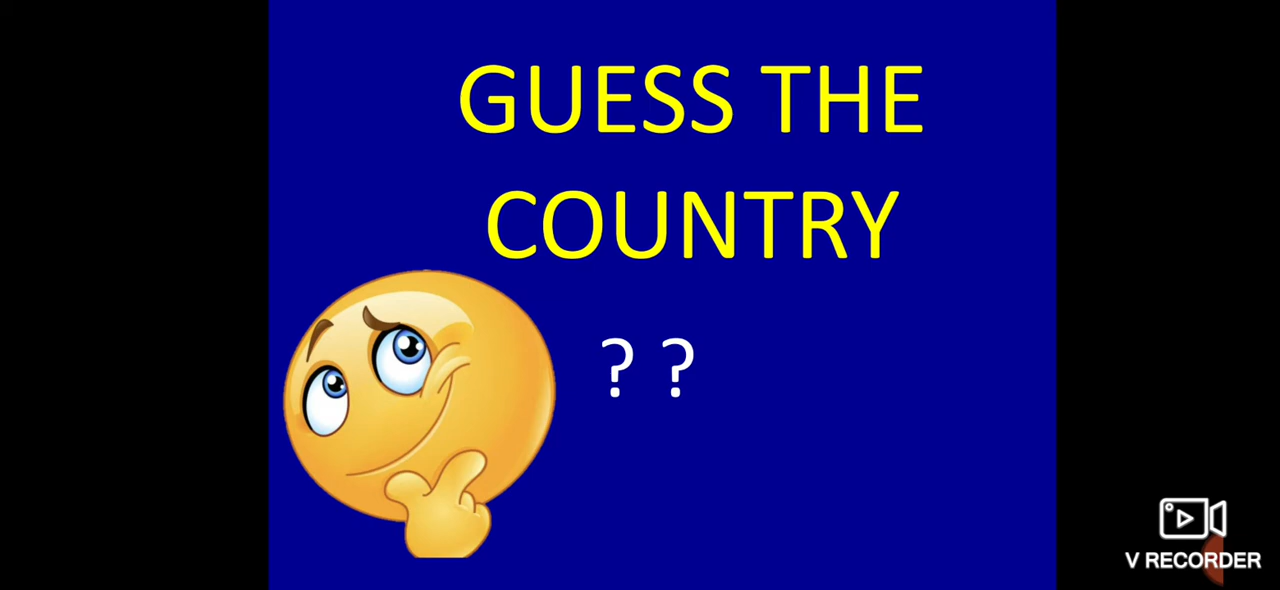 GUESS THE
COUNTRY
? ?
V RECORDER